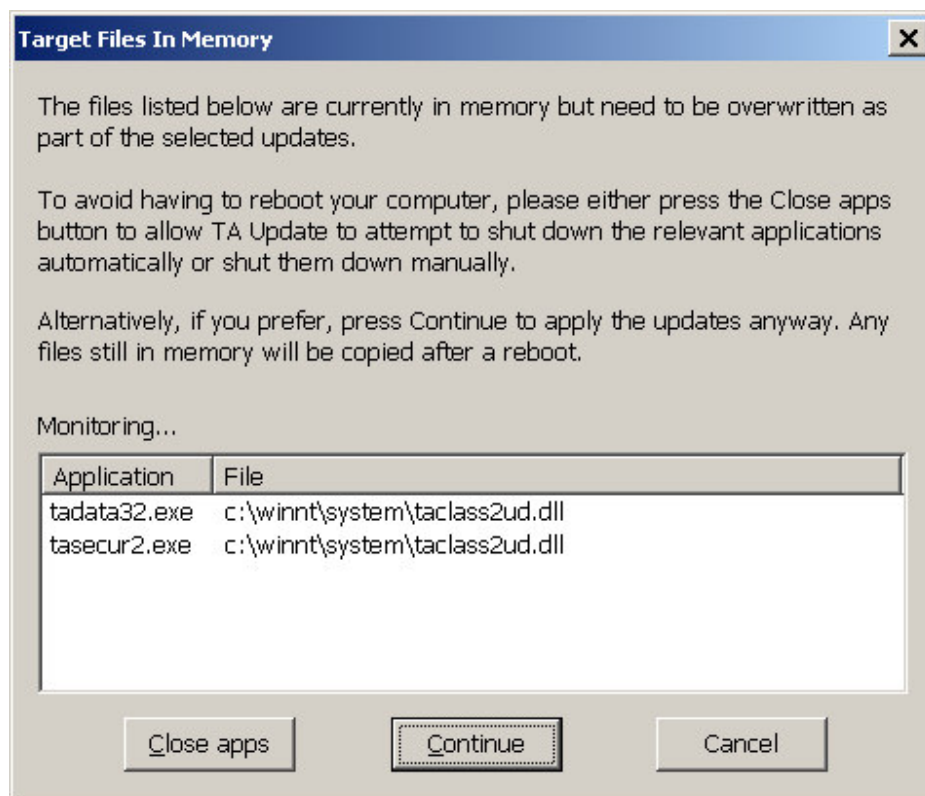 Target Files In Memory
The files listed below are currently in memory but need to be overwritten as
part of the selected updates.
To avoid having to reboot your computer, please either press the Close apps
button to allow TA Update to attempt to shut down the relevant applications
automatically or shut them down manually.
Alternatively, if you prefer, press Continue to apply the updates anyway. Any
files still in memory will be copied after a reboot.
Monitoring...
Application File
tadata32.exe c:\winnt\system\taclass2ud.dll
tasecur2.exe c:\winnt\system\taclass2ud.dll
Close apps Continue Cancel